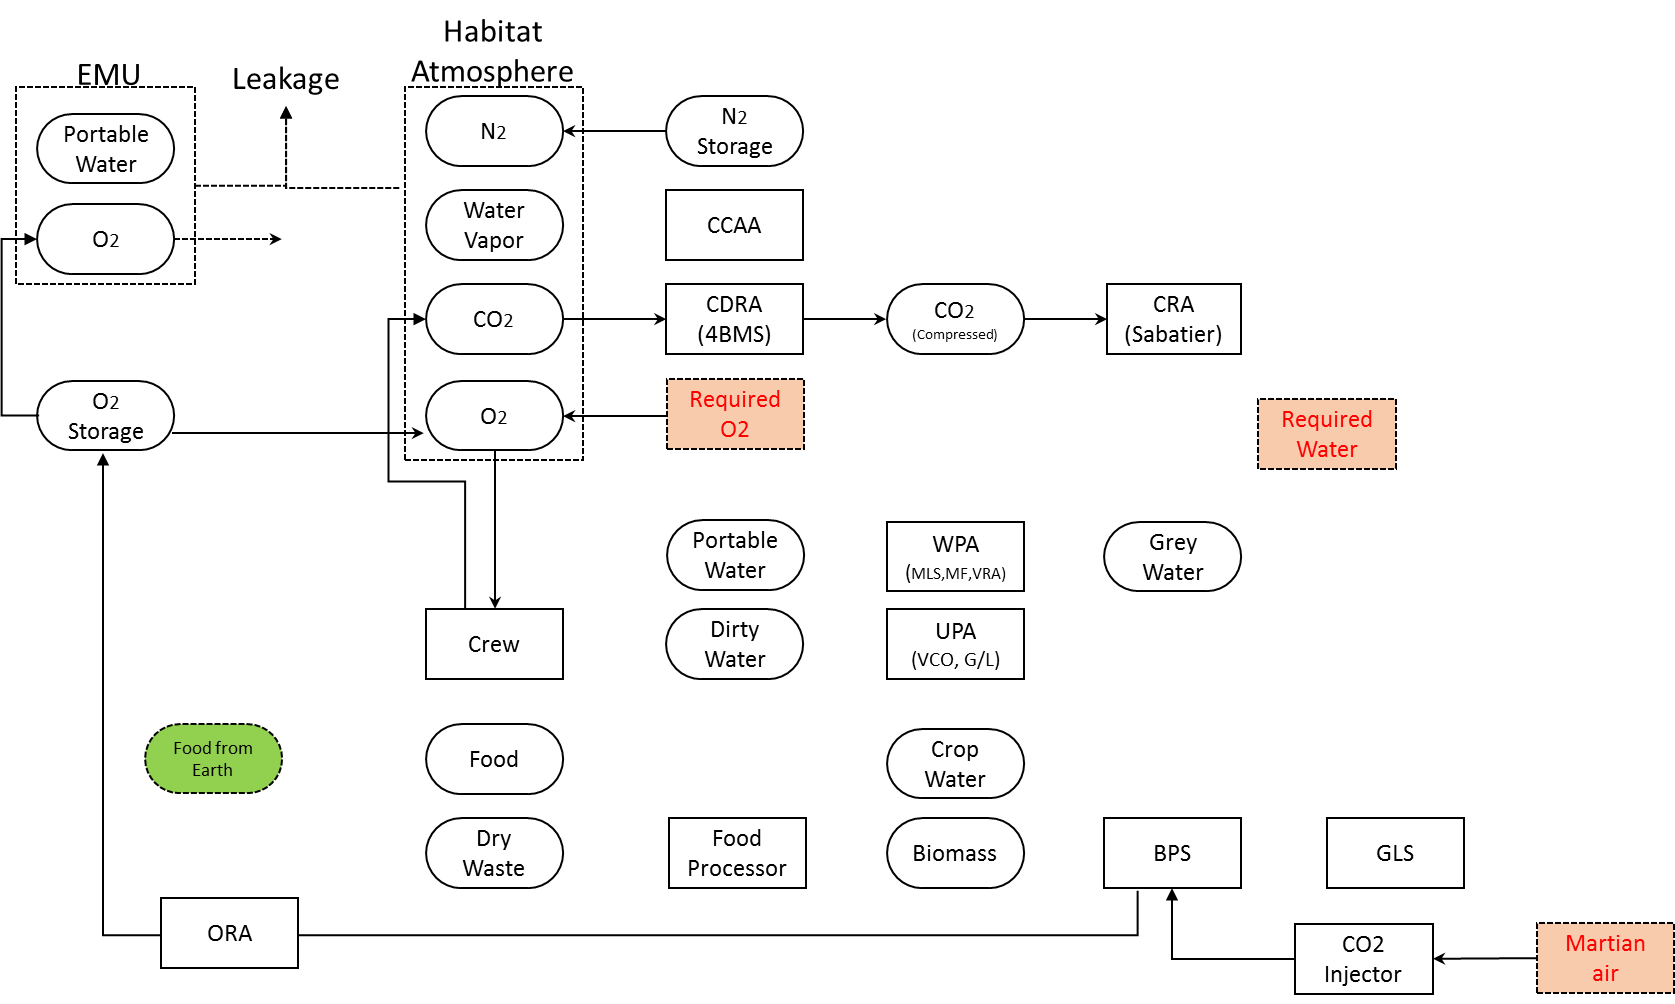 Habitat
Atmosphere
EMU
Leakage
Portable
Water
N2
N2
Storage
Water
Vapor
CCAA
O2
CO2
CDRA
(4BMS)
CO2
(Compressed)
CRA
(Sabatier)
O2
Storage
O2
Required
O2
Required
Water
Portable
Water
WPA
(MLS,MF,VRA)
Grey
Water
Crew
Dirty
Water
UPA
(VCO, G/L)
Food from
Earth
Food
Crop
Water
Dry
Waste
Food
Processor
Biomass
BPS
GLS
ORA
CO2
Injector
Martian
air